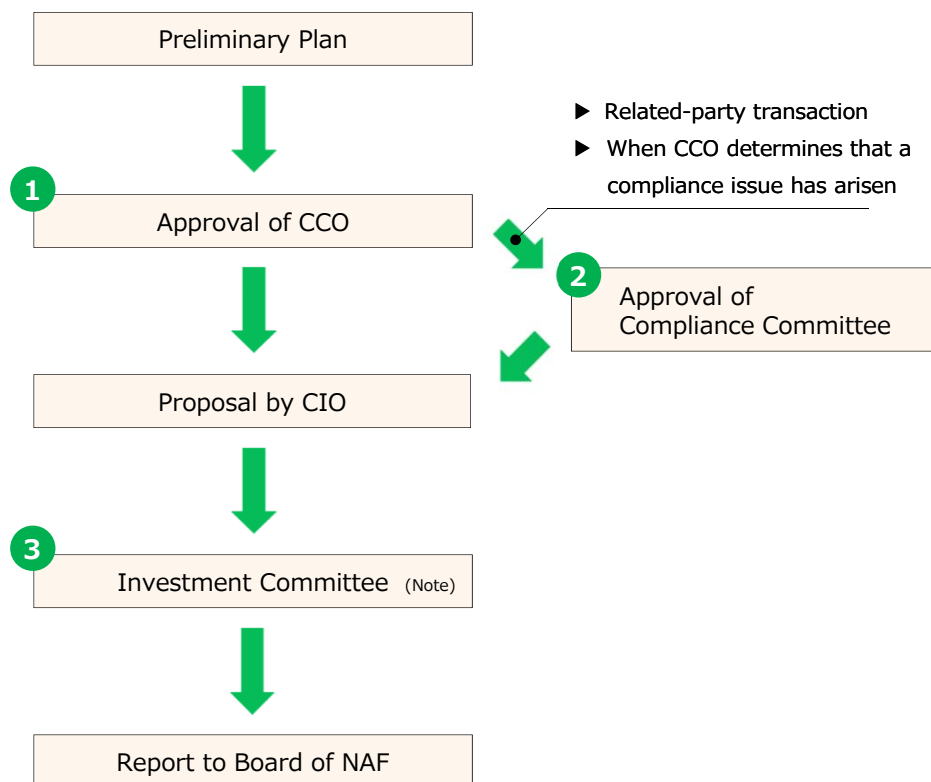 Preliminary Plan
▶ Related-party transaction
▶ When CCO determines that a
compliance issue has arisen
1
Approval of CCO
2
Approval of
Compliance Committee
Proposal by CIO
3
Investment Committee (Note)
Report to Board of NAF